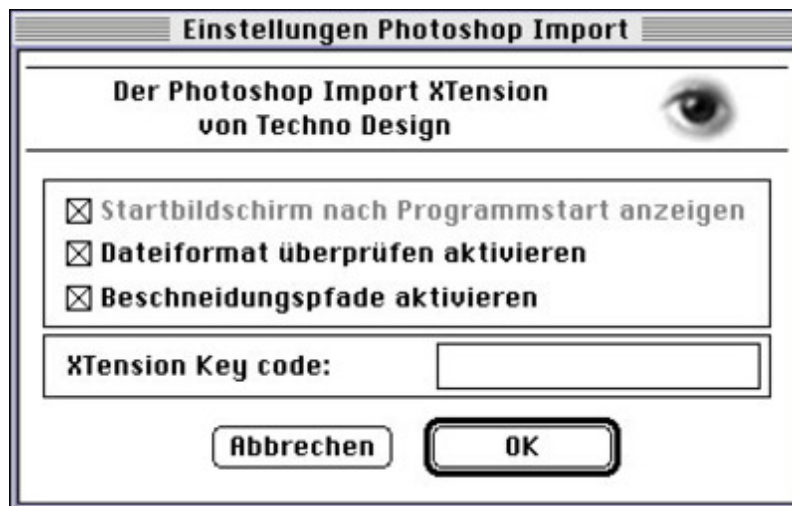 Einstellungen Photoshop Import
Der Photoshop Import XTension
von Techno Design
Startbildschirm nach Programmstart anzeigen
Dateiformat überprüfen aktivieren
Beschneidungspfade aktivieren
XTension Key code:
Abbrechen
OK